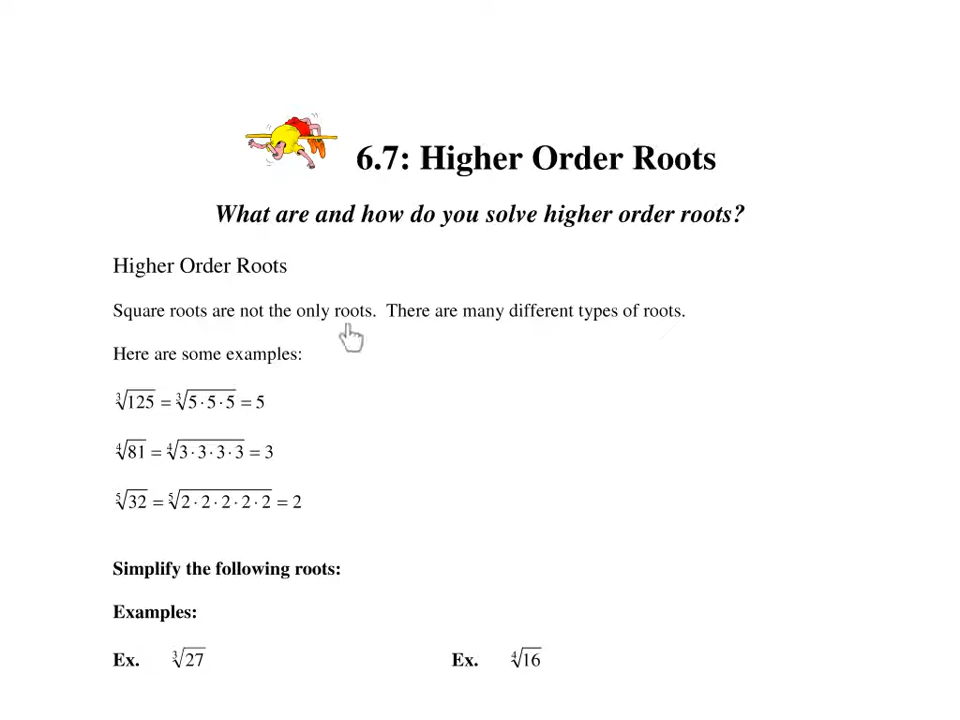 6.7: Higher Order Roots
What are and how do you solve higher order roots?
Higher Order Roots
Square roots are not the only roots.  There are many different types of roots.
Here are some examples:
∛125 = ∛5·5·5 = 5
∜81 = ∜3·3·3·3 = 3
⁵√32 = ⁵√2·2·2·2·2 = 2
Simplify the following roots:
Examples:
Ex. ∛27 Ex. ∜16